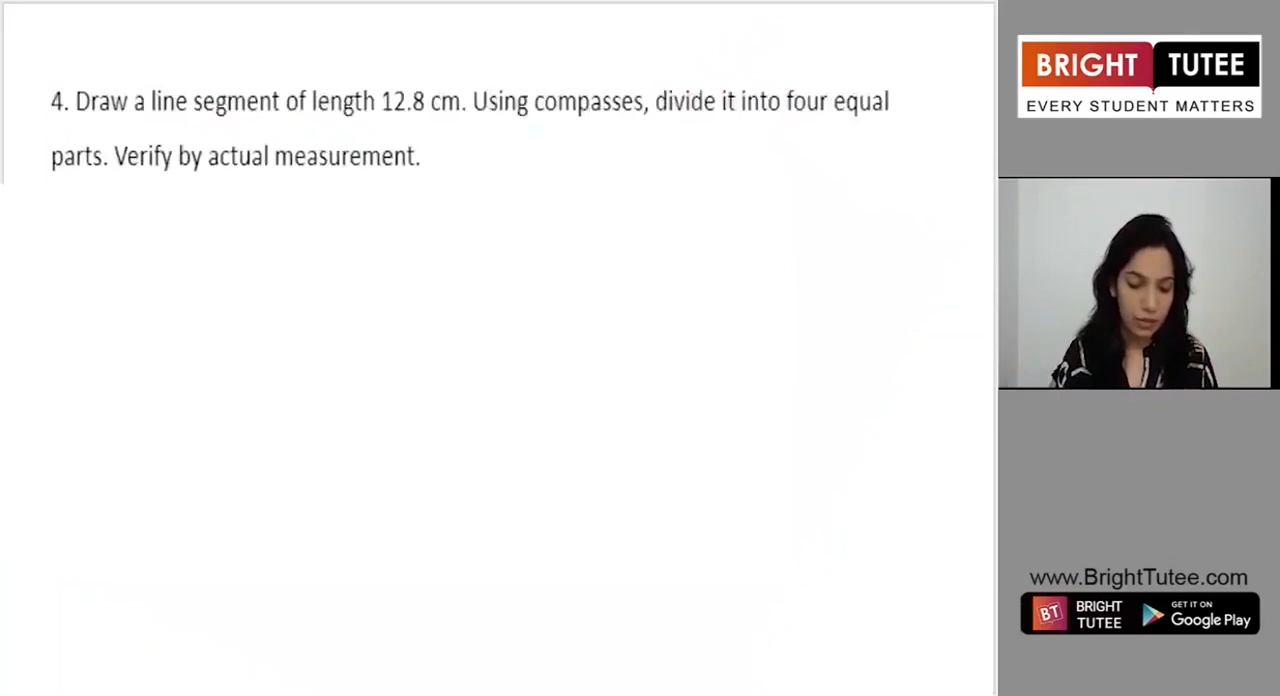 4. Draw a line segment of length 12.8 cm. Using compasses, divide it into four equal
parts. Verify by actual measurement.
BRIGHT TUTEE
EVERY STUDENT MATTERS
www.BrightTutee.com
BT BRIGHT TUTEE
GET IT ON
Google Play